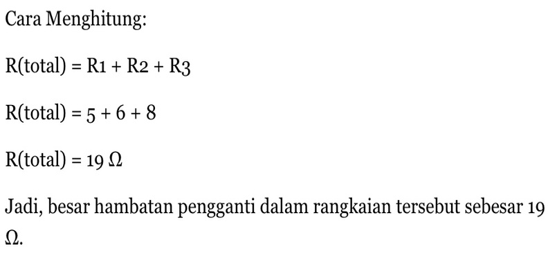 Cara Menghitung:
R(total) = R1 + R2 + R3
R(total) = 5 + 6 + 8
R(total) = 19 Ω
Jadi, besar hambatan pengganti dalam rangkaian tersebut sebesar 19
Ω.